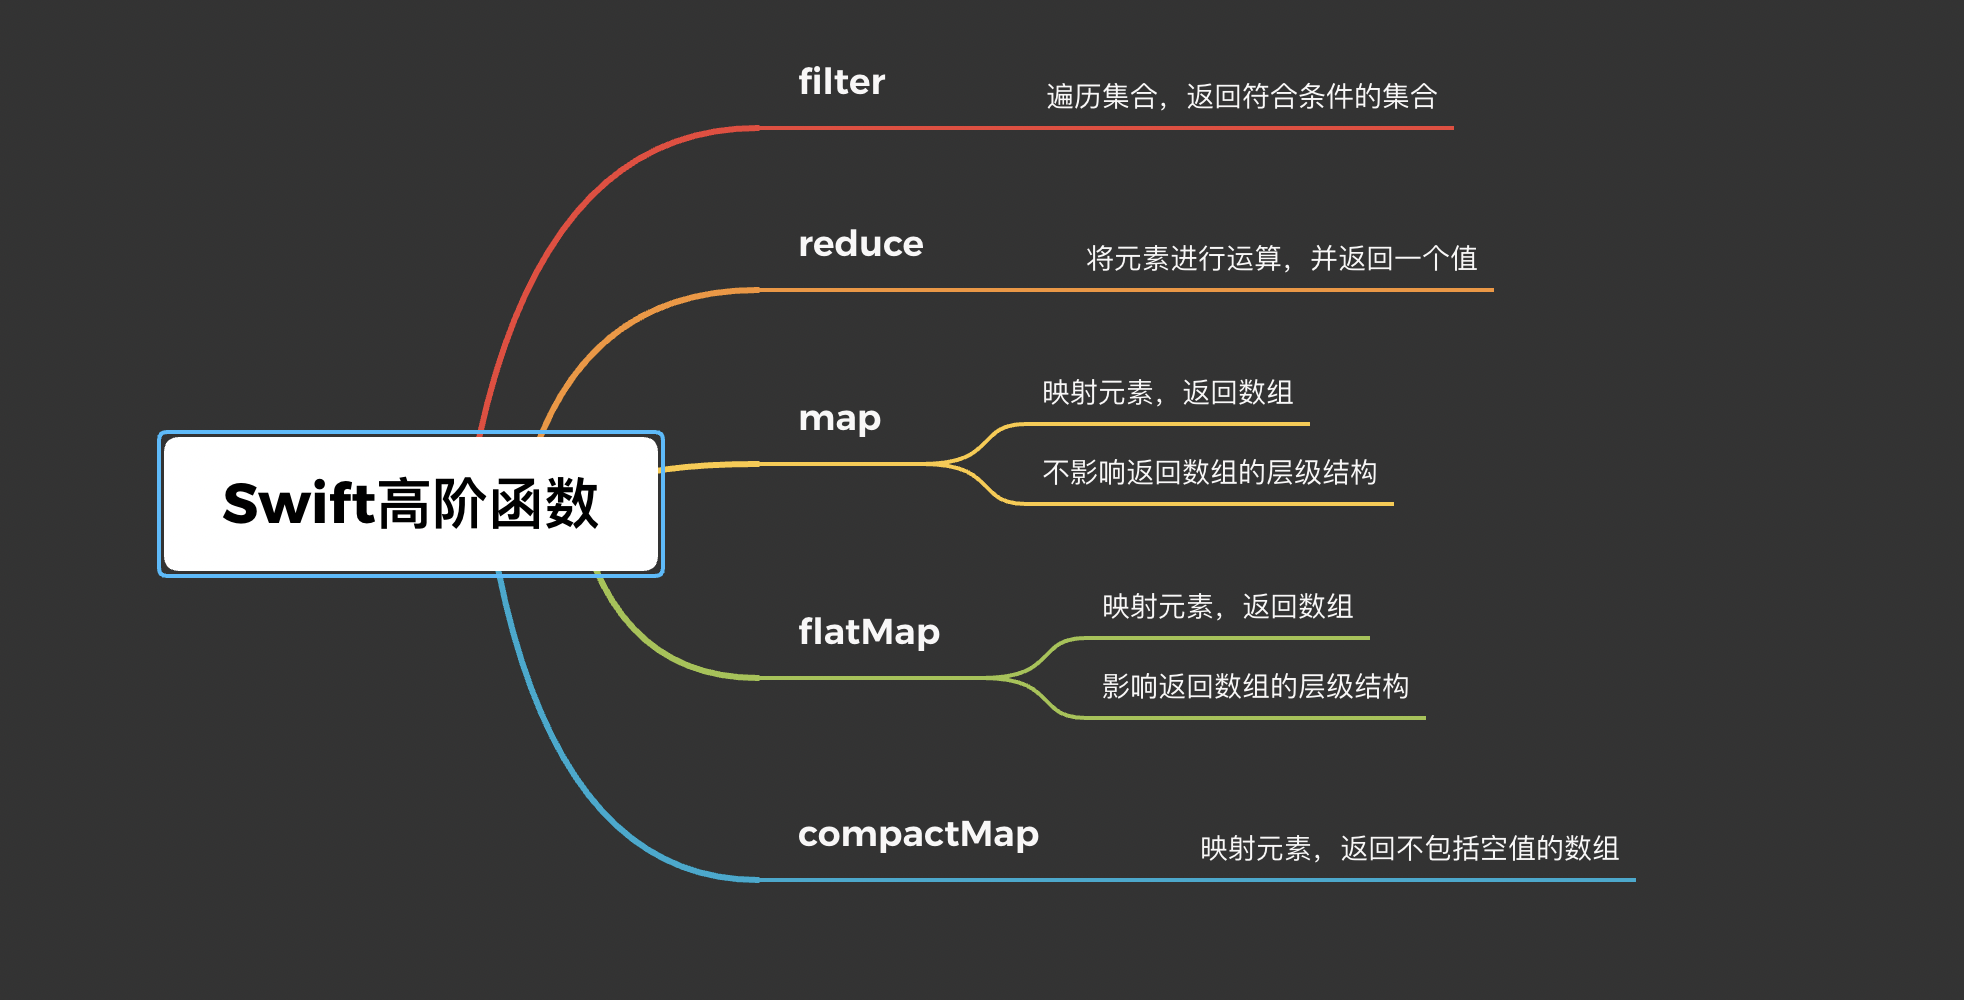 Swift高阶函数
filter
遍历集合，返回符合条件的集合
reduce
将元素进行运算，并返回一个值
map
映射元素，返回数组
不影响返回数组的层级结构
flatMap
映射元素，返回数组
影响返回数组的层级结构
compactMap
映射元素，返回不包括空值的数组